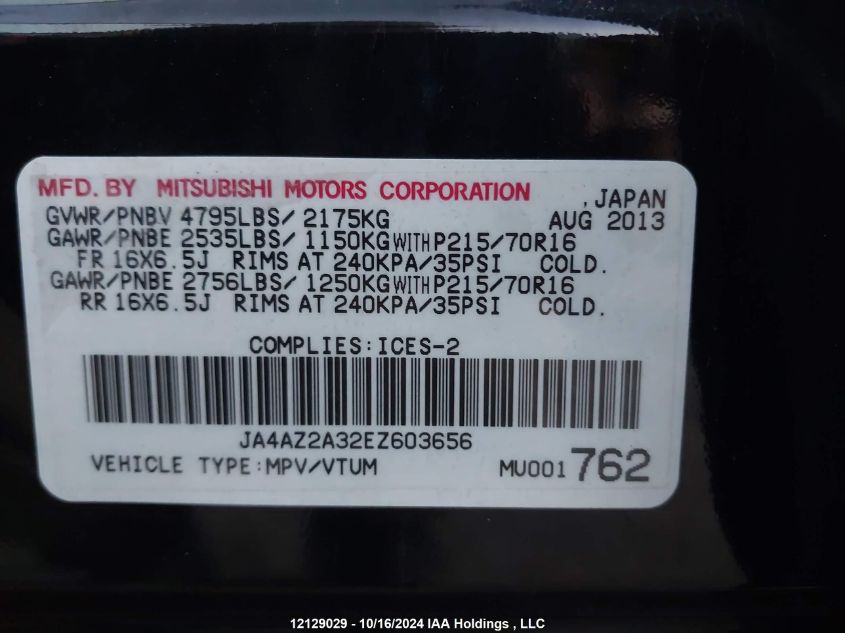 MFD. BY MITSUBISHI MOTORS CORPORATION , JAPAN
GVWR/PNBV 4795LBS/ 2175KG AUG 2013
GAWR/PNBE 2535LBS/ 1150KG WITH P215/70R16
FR 16X6.5J RIMS AT 240KPA/35PSI COLD.
GAWR/PNBE 2756LBS/ 1250KG WITH P215/70R16
RR 16X6.5J RIMS AT 240KPA/35PSI COLD.
COMPLIES:ICES-2
JA4AZ2A32EZ603656
VEHICLE TYPE:MPV/VTUM MU001 762
12129029 - 10/16/2024 IAA Holdings , LLC